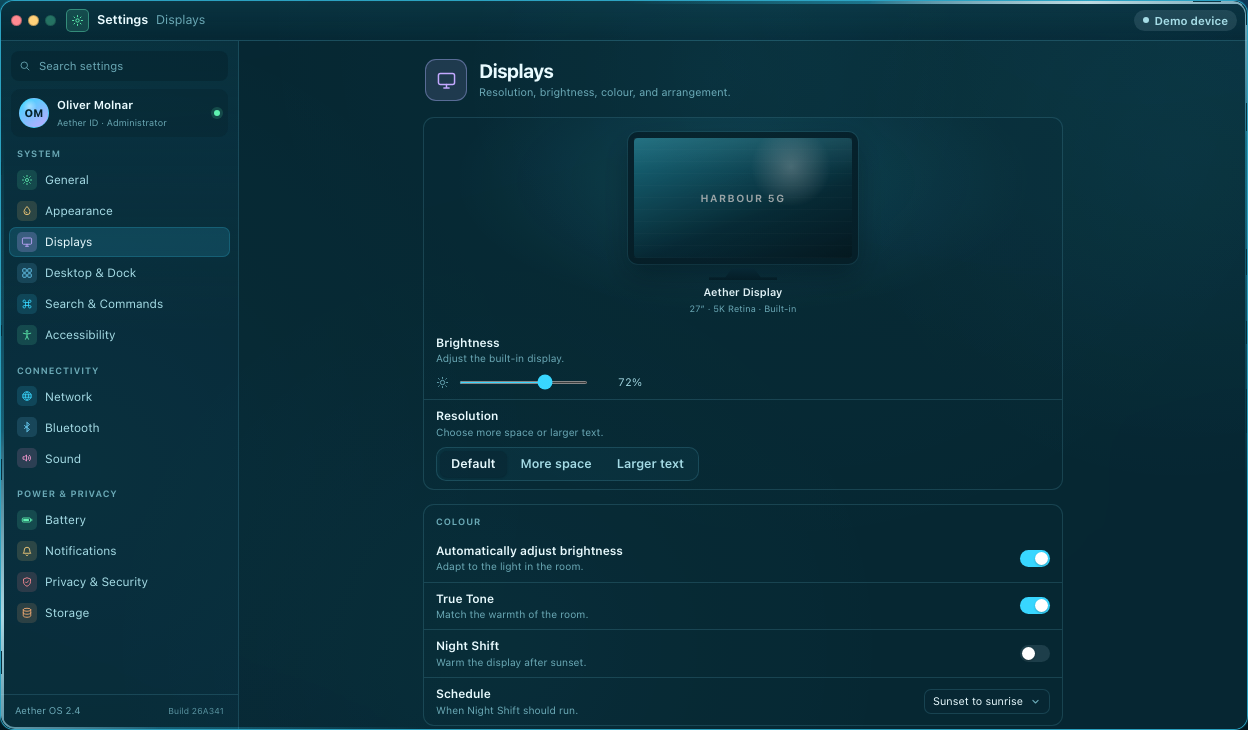 Settings Displays
Demo device
Search settings
OM
Oliver Molnar
Aether ID · Administrator
SYSTEM
General
Appearance
Displays
Desktop & Dock
Search & Commands
Accessibility
CONNECTIVITY
Network
Bluetooth
Sound
POWER & PRIVACY
Battery
Notifications
Privacy & Security
Storage
Aether OS 2.4
Build 26A341
Displays
Resolution, brightness, colour, and arrangement.
HARBOUR 5G
Aether Display
27″ · 5K Retina · Built-in
Brightness
Adjust the built-in display.
72%
Resolution
Choose more space or larger text.
Default More space Larger text
COLOUR
Automatically adjust brightness
Adapt to the light in the room.
True Tone
Match the warmth of the room.
Night Shift
Warm the display after sunset.
Schedule
When Night Shift should run.
Sunset to sunrise